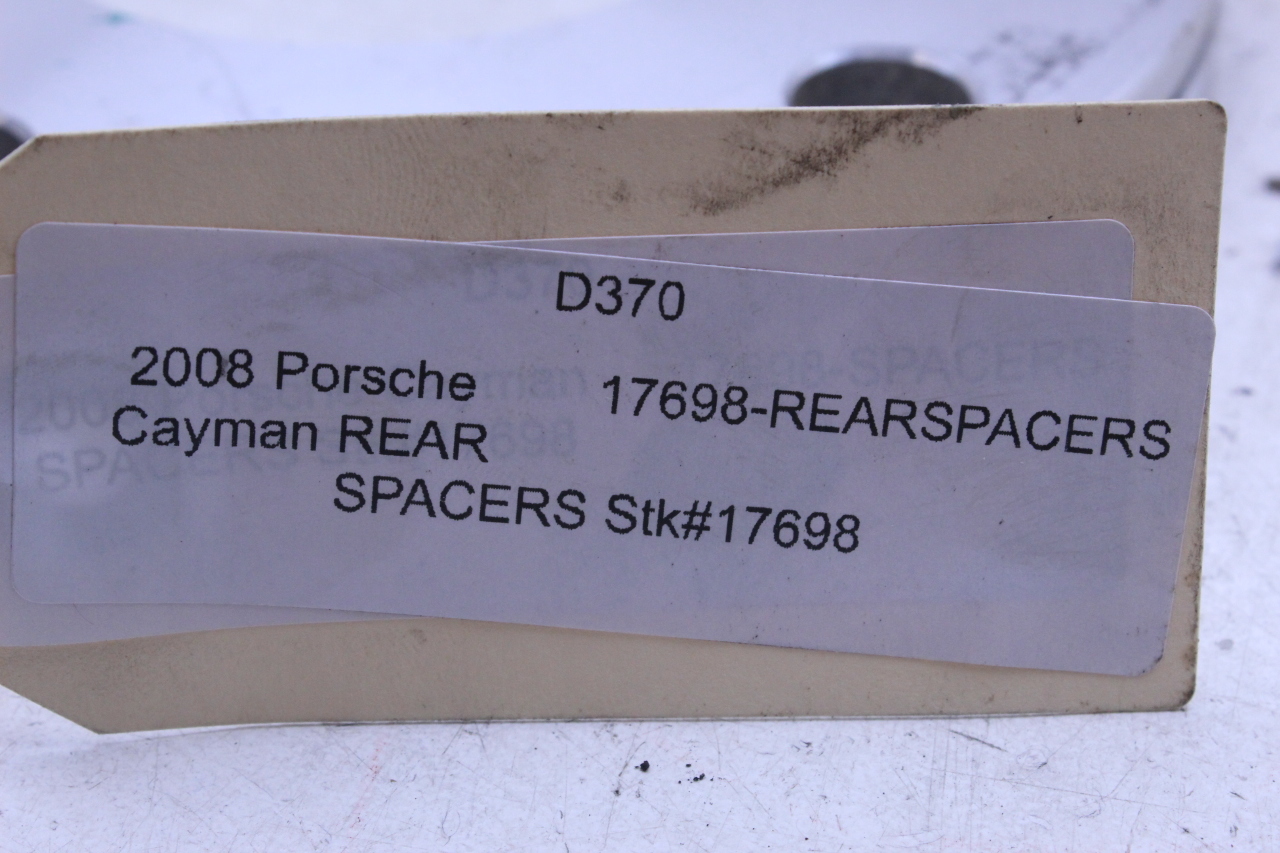 D370
2008 Porsche 17698-REARSPACERS
Cayman REAR
SPACERS Stk#17698